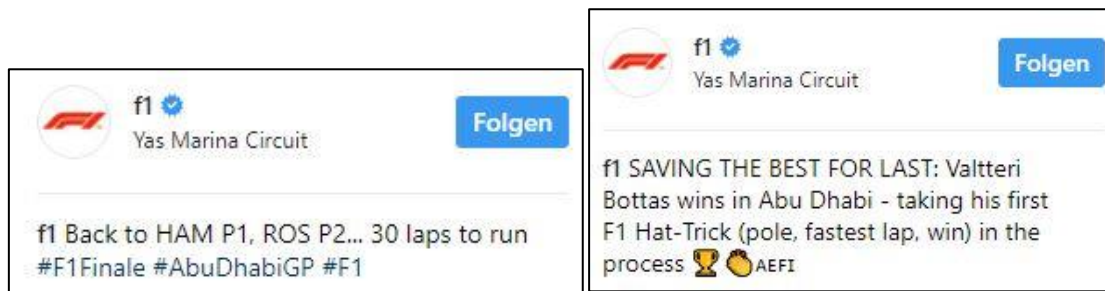 f1
Yas Marina Circuit
Folgen
f1 Back to HAM P1, ROS P2... 30 laps to run
#F1Finale #AbuDhabiGP #F1
f1
Yas Marina Circuit
Folgen
f1 SAVING THE BEST FOR LAST: Valtteri
Bottas wins in Abu Dhabi - taking his first
F1 Hat-Trick (pole, fastest lap, win) in the
process 🏆 👏 AEFI